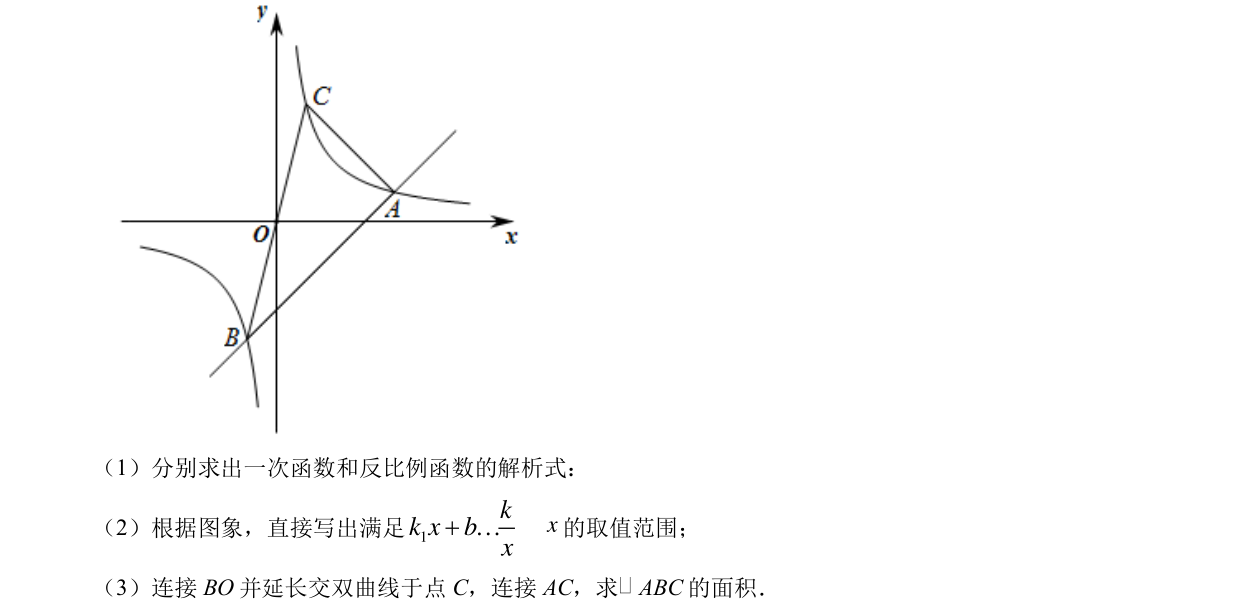 y
C
A
O
x
B
（1）分别求出一次函数和反比例函数的解析式：
（2）根据图象，直接写出满足k₁x+b…k/x x的取值范围；
（3）连接BO并延长交双曲线于点C，连接AC，求⊔ABC的面积．